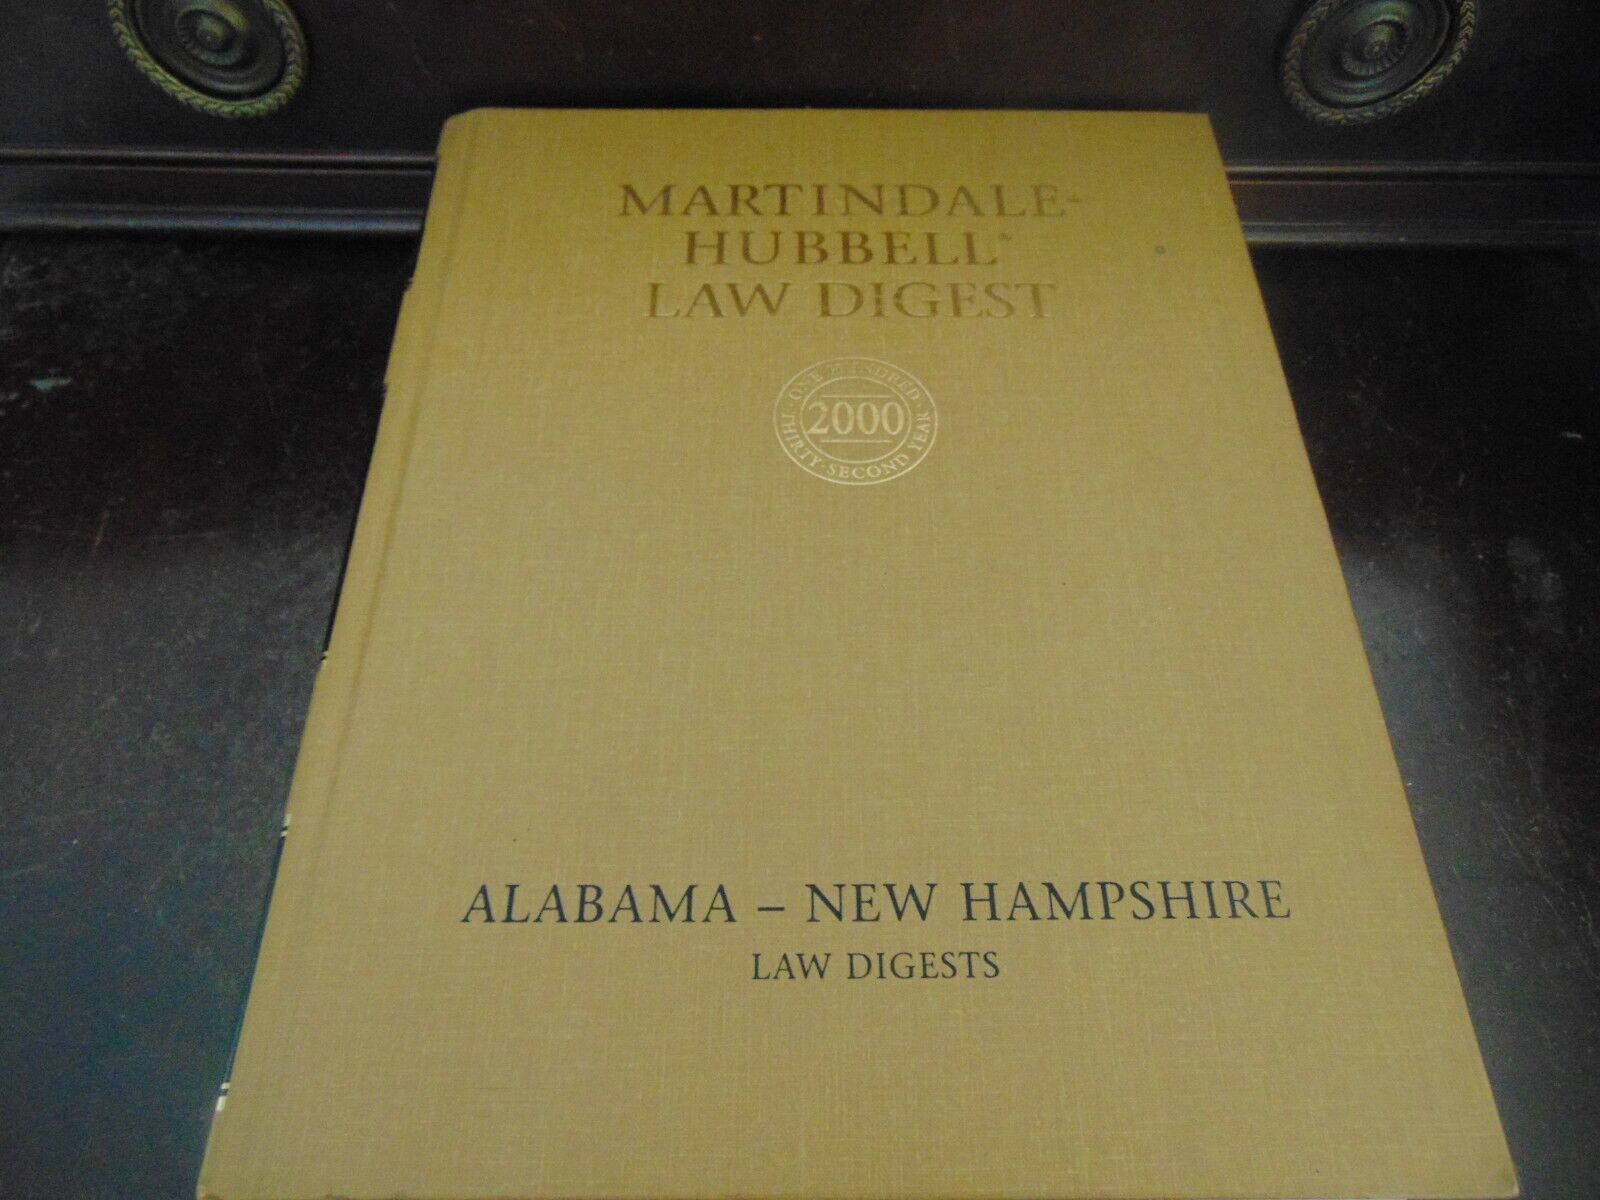 MARTINDALE-
HUBBELL
LAW DIGEST
ONE HUNDRED
2000
THIRTY-SECOND YEAR
ALABAMA – NEW HAMPSHIRE
LAW DIGESTS